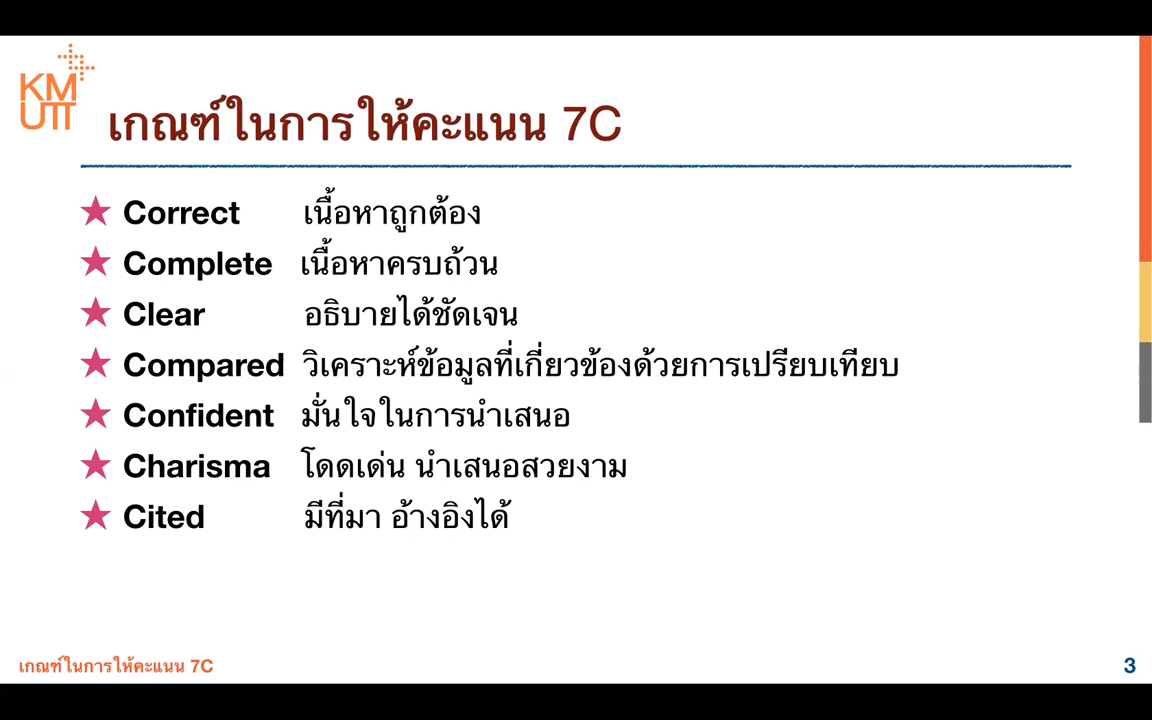 KM
UTT
เกณฑ์ในการให้คะแนน 7C
Correct เนื้อหาถูกต้อง
Complete เนื้อหาครบถ้วน
Clear อธิบายได้ชัดเจน
Compared วิเคราะห์ข้อมูลที่เกี่ยวข้องด้วยการเปรียบเทียบ
Confident มั่นใจในการนำเสนอ
Charisma โดดเด่น นำเสนอสวยงาม
Cited มีที่มา อ้างอิงได้
เกณฑ์ในการให้คะแนน 7C
3